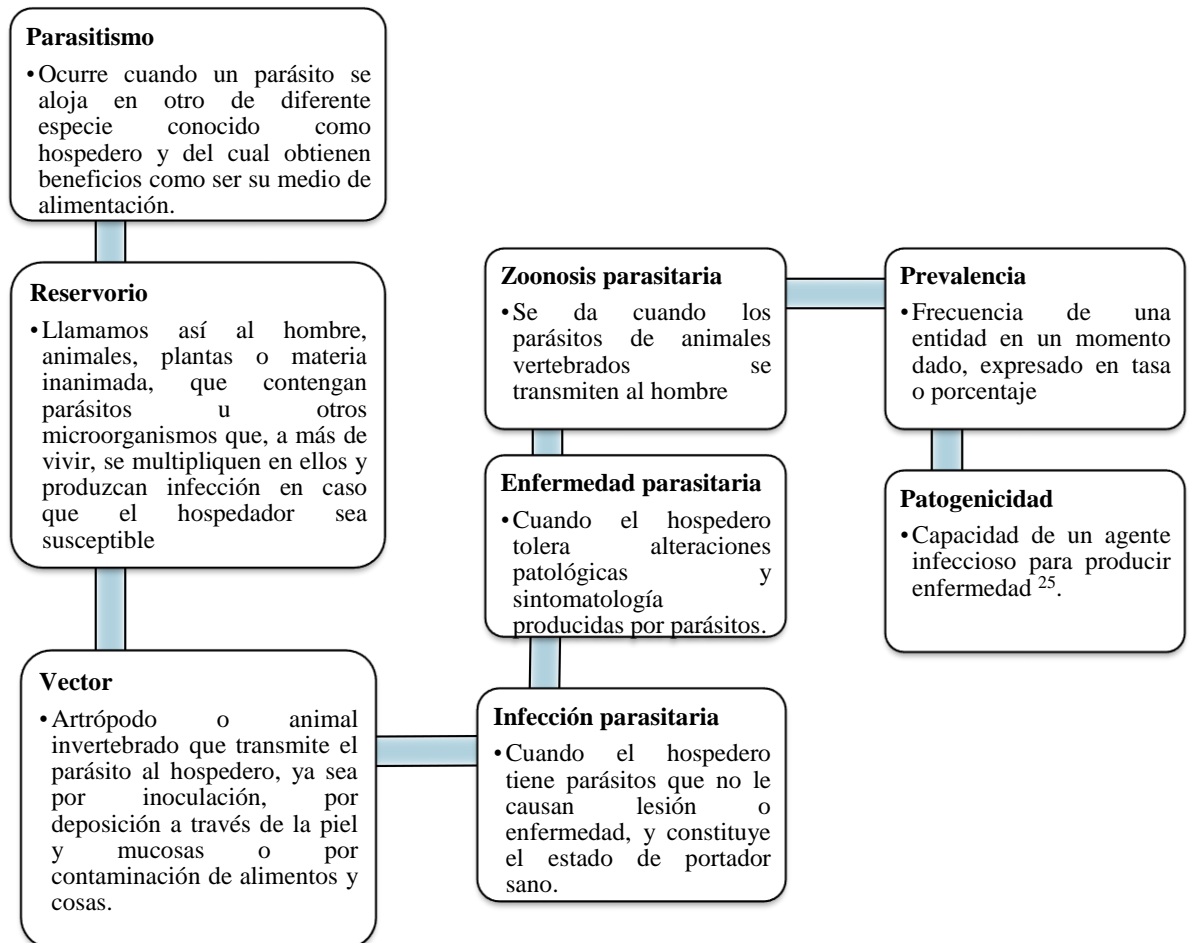 Parasitismo
•Ocurre cuando un parásito se
aloja en otro de diferente
especie conocido como
hospedero y del cual obtienen
beneficios como ser su medio de
alimentación.
Reservorio
•Llamamos así al hombre,
animales, plantas o materia
inanimada, que contengan
parásitos u otros
microorganismos que, a más de
vivir, se multipliquen en ellos y
produzcan infección en caso
que el hospedador sea
susceptible
Vector
•Artrópodo o animal
invertebrado que transmite el
parásito al hospedero, ya sea
por inoculación, por
deposición a través de la piel
y mucosas o por
contaminación de alimentos y
cosas.
Infección parasitaria
•Cuando el hospedero
tiene parásitos que no le
causan lesión o
enfermedad, y constituye
el estado de portador
sano.
Enfermedad parasitaria
•Cuando el hospedero
tolera alteraciones
patológicas y
sintomatología
producidas por parásitos.
Zoonosis parasitaria
•Se da cuando los
parásitos de animales
vertebrados se
transmiten al hombre
Prevalencia
•Frecuencia de una
entidad en un momento
dado, expresado en tasa
o porcentaje
Patogenicidad
•Capacidad de un agente
infeccioso para producir
enfermedad 25.